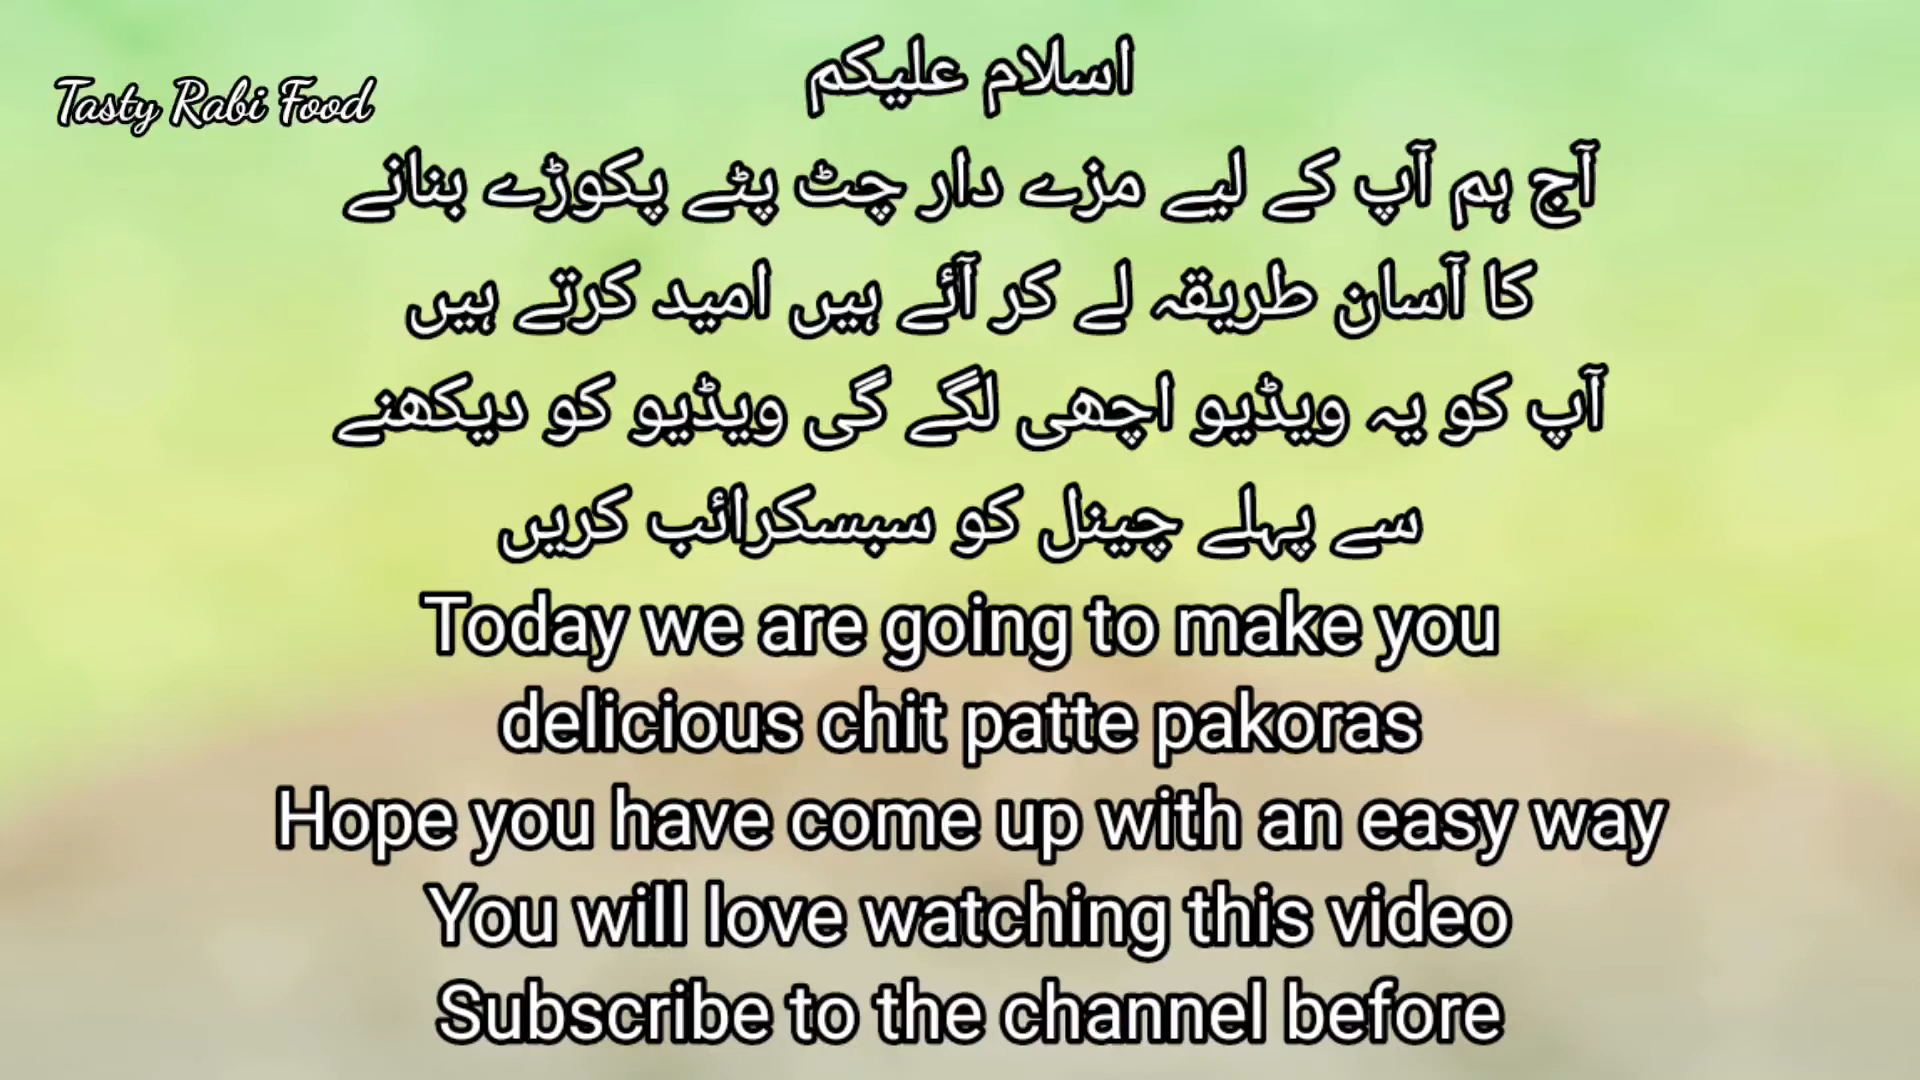 Tasty Rabi Food
اسلام علیکم
آج ہم آپ کے لیے مزے دار چٹ پٹے پکوڑے بنانے
کا آسان طریقہ لے کر آئے ہیں امید کرتے ہیں
آپ کو یہ ویڈیو اچھی لگے گی ویڈیو کو دیکھنے
سے پہلے چینل کو سبسکرائب کریں
Today we are going to make you
delicious chit patte pakoras
Hope you have come up with an easy way
You will love watching this video
Subscribe to the channel before